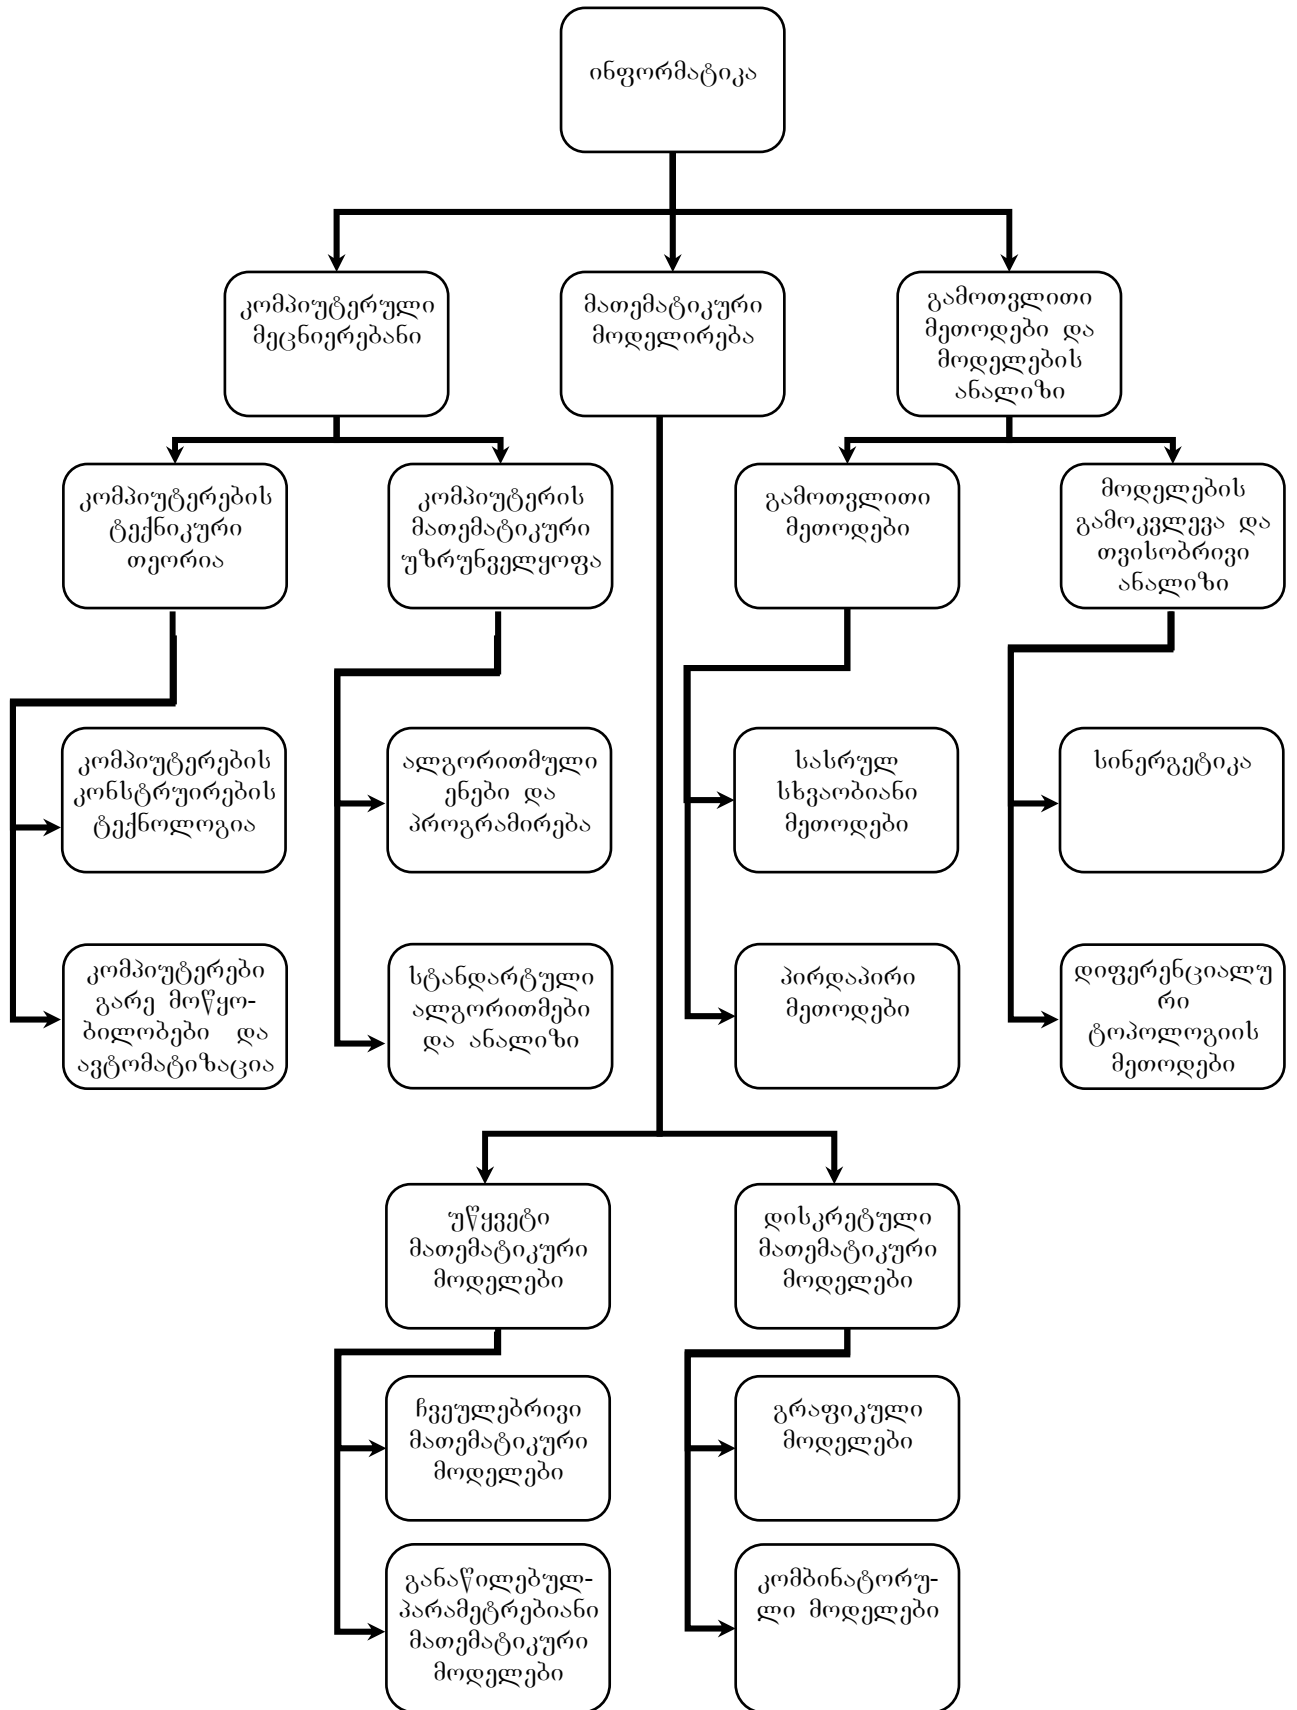 ინფორმატიკა
კომპიუტერული
მეცნიერებანი
მათემატიკური
მოდელირება
გამოთვლითი
მეთოდები და
მოდელების
ანალიზი
კომპიუტერების
ტექნიკური
თეორია
კომპიუტერის
მათემატიკური
უზრუნველყოფა
გამოთვლითი
მეთოდები
მოდელების
გამოკვლევა და
თვისობრივი
ანალიზი
კომპიუტერების
კონსტრუირების
ტექნოლოგია
ალგორითმული
ენები და
პროგრამირება
სასრულ
სხვაობიანი
მეთოდები
სინერგეტიკა
კომპიუტერები
გარე მოწყო-
ბილობები და
ავტომატიზაცია
სტანდარტული
ალგორითმები
და ანალიზი
პირდაპირი
მეთოდები
დიფერენციალუ
რი
ტოპოლოგიის
მეთოდები
უწყვეტი
მათემატიკური
მოდელები
დისკრეტული
მათემატიკური
მოდელები
ჩვეულებრივი
მათემატიკური
მოდელები
გრაფიკული
მოდელები
განაწილებულ-
პარამეტრებიანი
მათემატიკური
მოდელები
კომბინატორუ-
ლი მოდელები